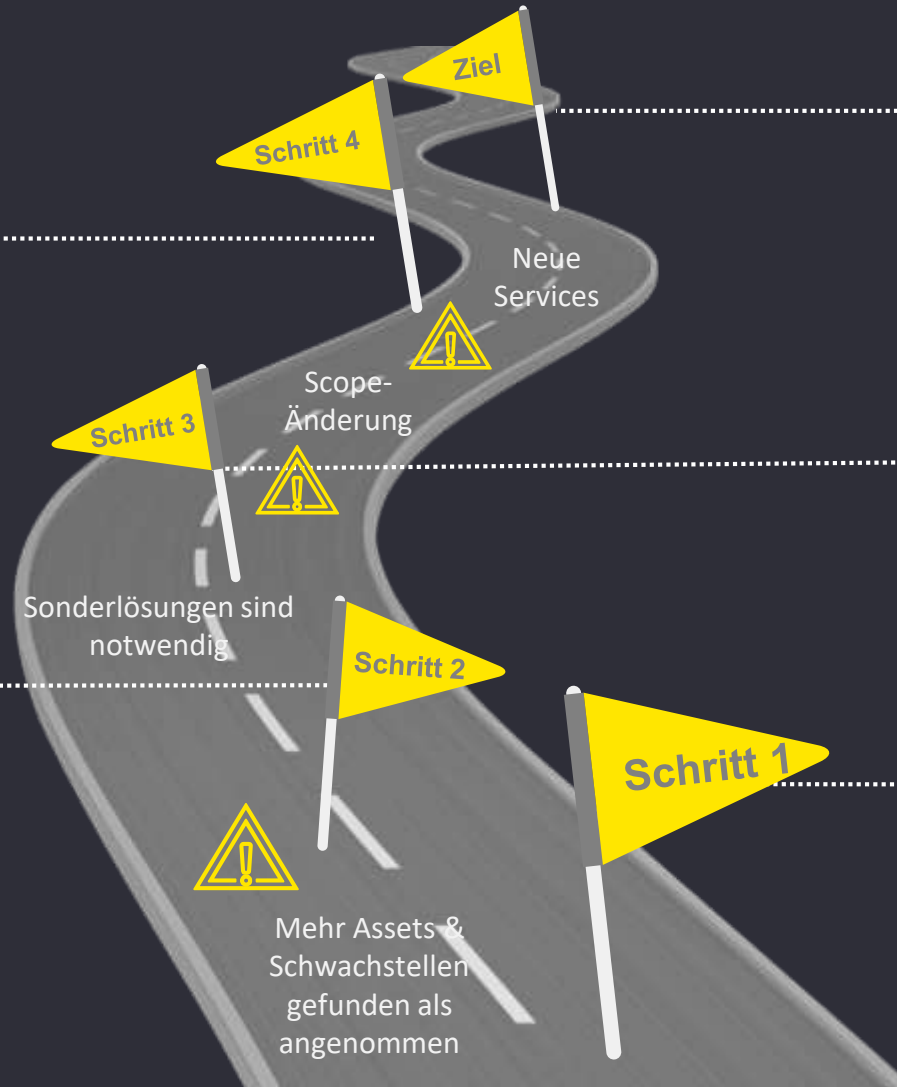 Ziel
Schritt 4
Neue
Services
Scope-
Änderung
Schritt 3
Sonderlösungen sind
notwendig
Schritt 2
Schritt 1
Mehr Assets &
Schwachstellen
gefunden als
angenommen